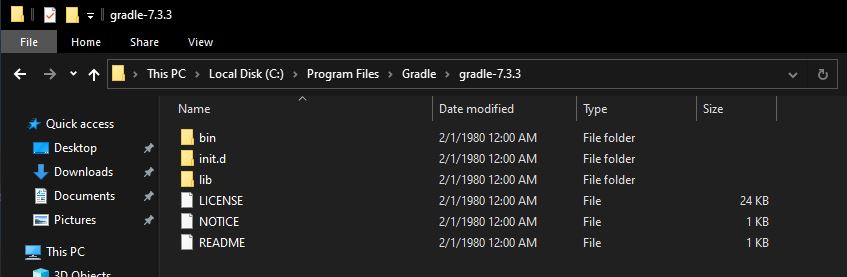 gradle-7.3.3
File Home Share View
This PC Local Disk (C:) Program Files Gradle gradle-7.3.3
Name Date modified Type Size
Quick access
Desktop
Downloads
Documents
Pictures
This PC
3D Objects
bin 2/1/1980 12:00 AM File folder
init.d 2/1/1980 12:00 AM File folder
lib 2/1/1980 12:00 AM File folder
LICENSE 2/1/1980 12:00 AM File 24 KB
NOTICE 2/1/1980 12:00 AM File 1 KB
README 2/1/1980 12:00 AM File 1 KB